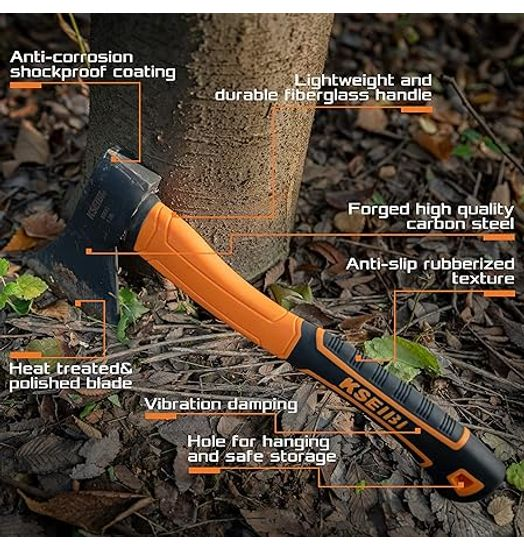 Anti-corrosion
shockproof coating
Lightweight and
durable fiberglass handle
KSEIBI
Forged high quality
carbon steel
Anti-slip rubberized
texture
Heat treated&
polished blade
Vibration damping
KSEIBI
Hole for hanging
and safe storage